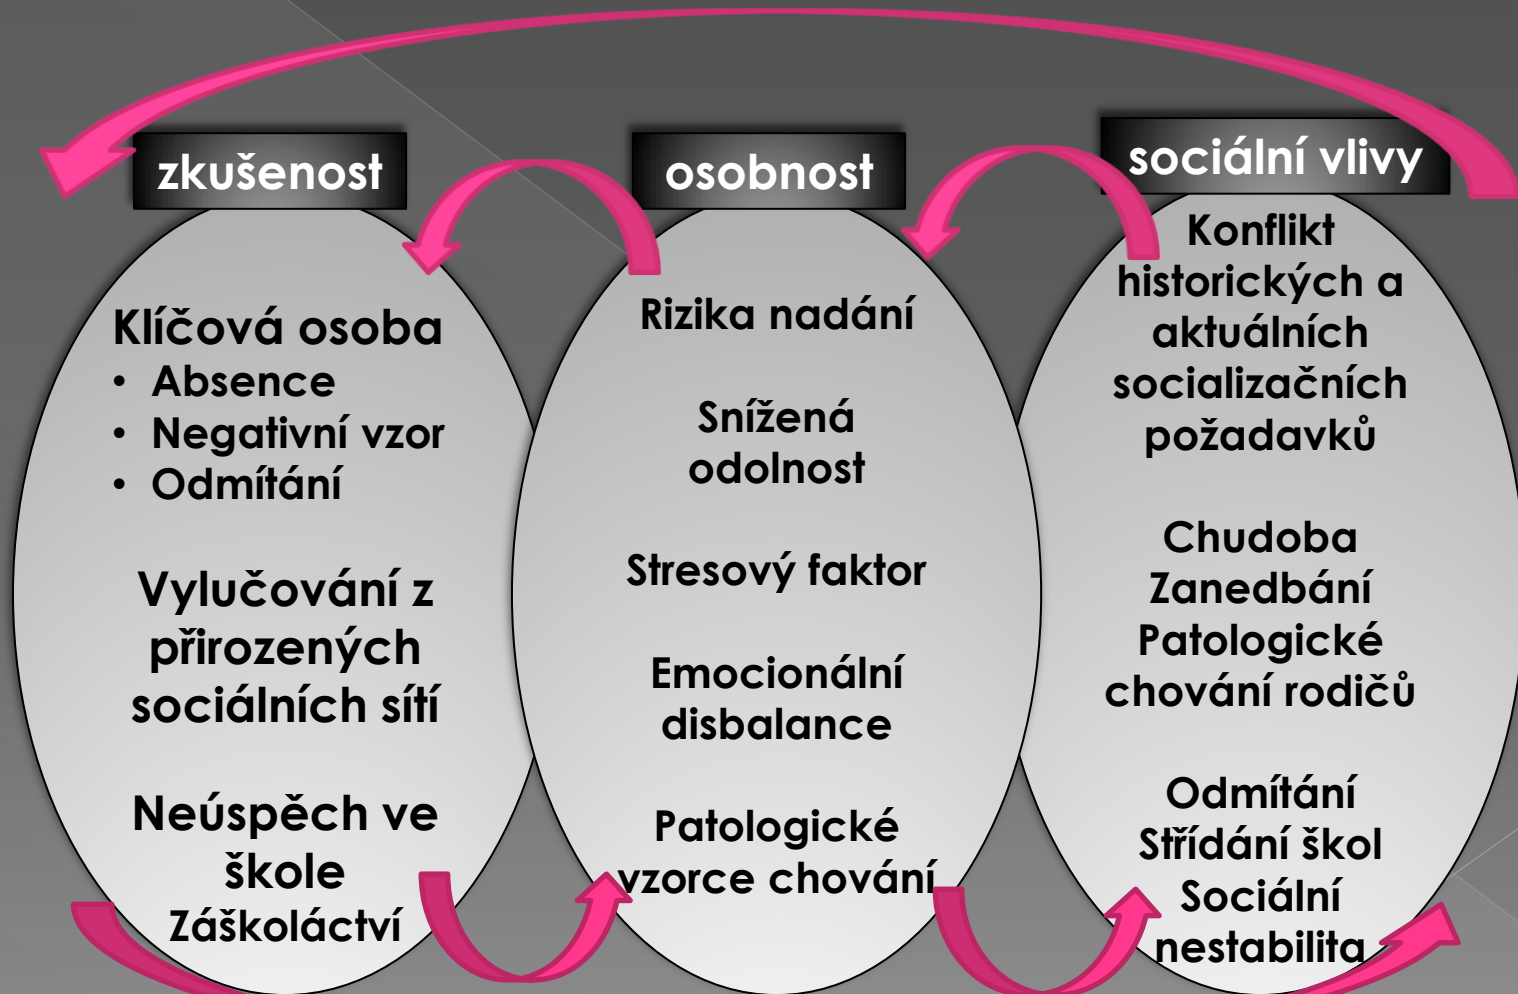 zkušenost
Klíčová osoba
• Absence
• Negativní vzor
• Odmítání
Vylučování z
přirozených
sociálních sítí
Neúspěch ve
škole
Záškoláctví
osobnost
Rizika nadání
Snížená
odolnost
Stresový faktor
Emocionální
disbalance
Patologické
vzorce chování
sociální vlivy
Konflikt
historických a
aktuálních
socializačních
požadavků
Chudoba
Zanedbání
Patologické
chování rodičů
Odmítání
Střídání škol
Sociální
nestabilita